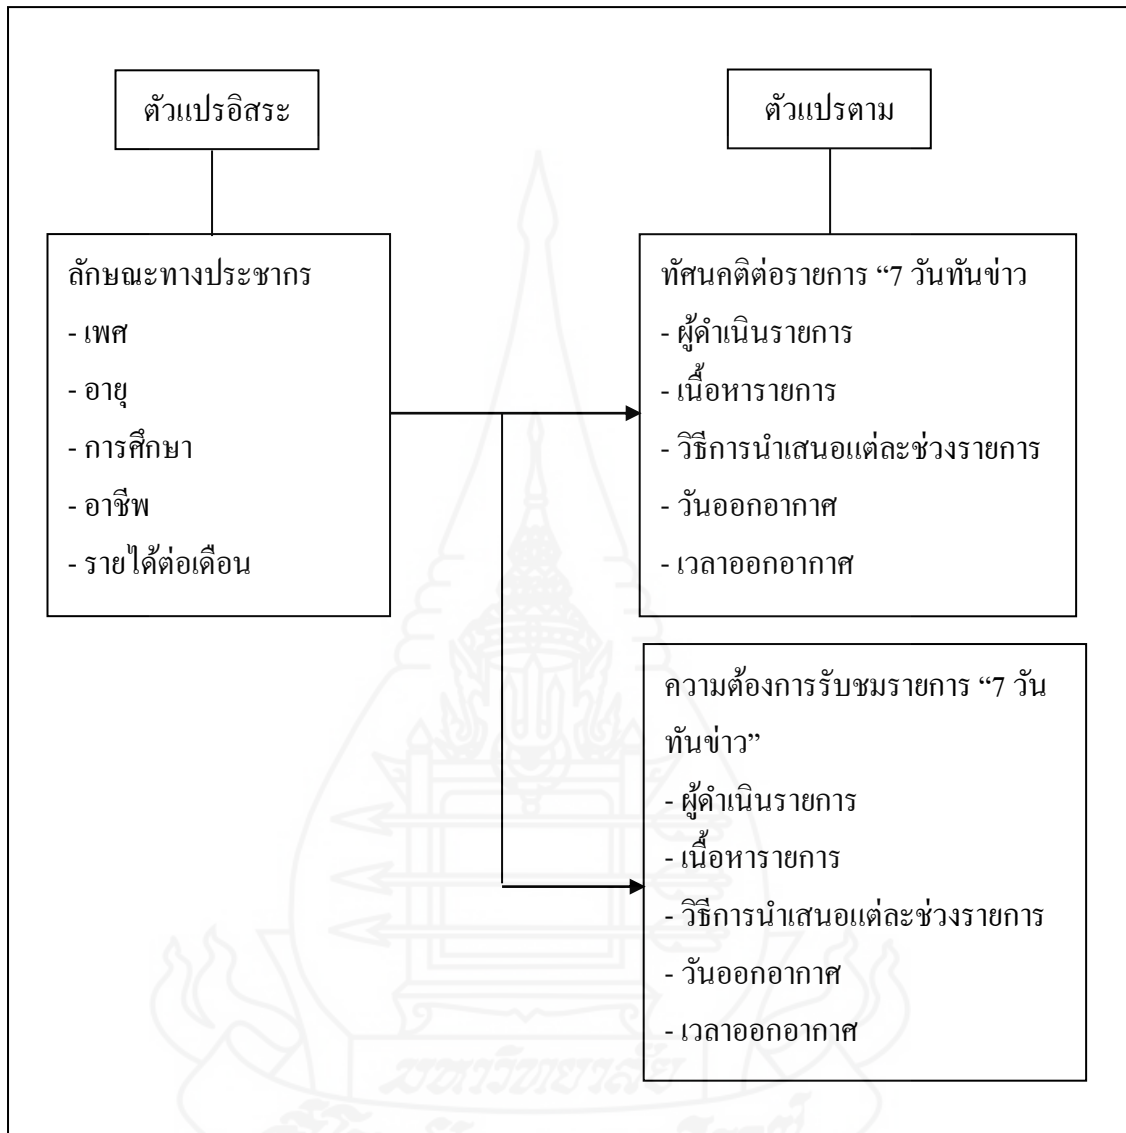 ตัวแปรอิสระ
ตัวแปรตาม
ลักษณะทางประชากร
- เพศ
- อายุ
- การศึกษา
- อาชีพ
- รายได้ต่อเดือน
ทัศนคติต่อรายการ “7 วันทันข่าว
- ผู้ดำเนินรายการ
- เนื้อหารายการ
- วิธีการนำเสนอแต่ละช่วงรายการ
- วันออกอากาศ
- เวลาออกอากาศ
ความต้องการรับชมรายการ “7 วัน
ทันข่าว”
- ผู้ดำเนินรายการ
- เนื้อหารายการ
- วิธีการนำเสนอแต่ละช่วงรายการ
- วันออกอากาศ
- เวลาออกอากาศ
มหาวิทยาลัย